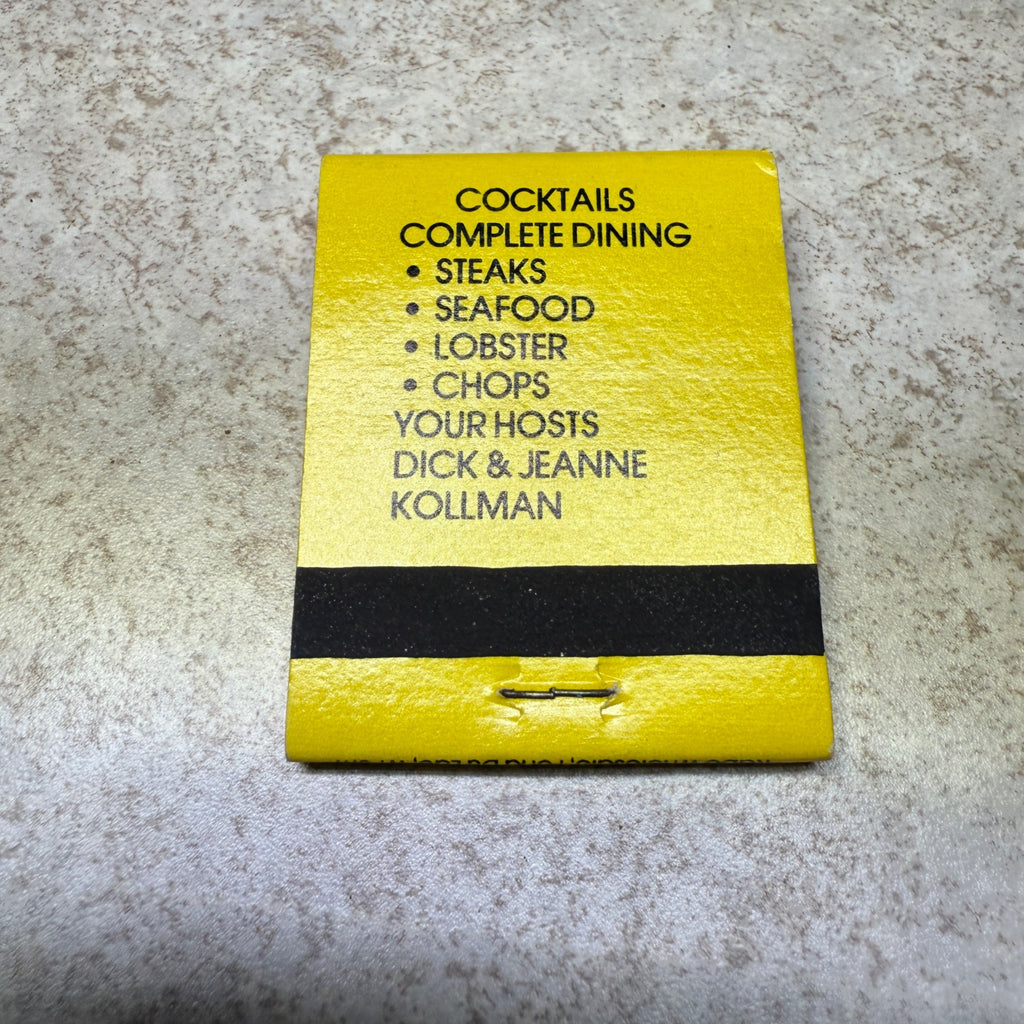 COCKTAILS
COMPLETE DINING
• STEAKS
• SEAFOOD
• LOBSTER
• CHOPS
YOUR HOSTS
DICK & JEANNE
KOLLMAN